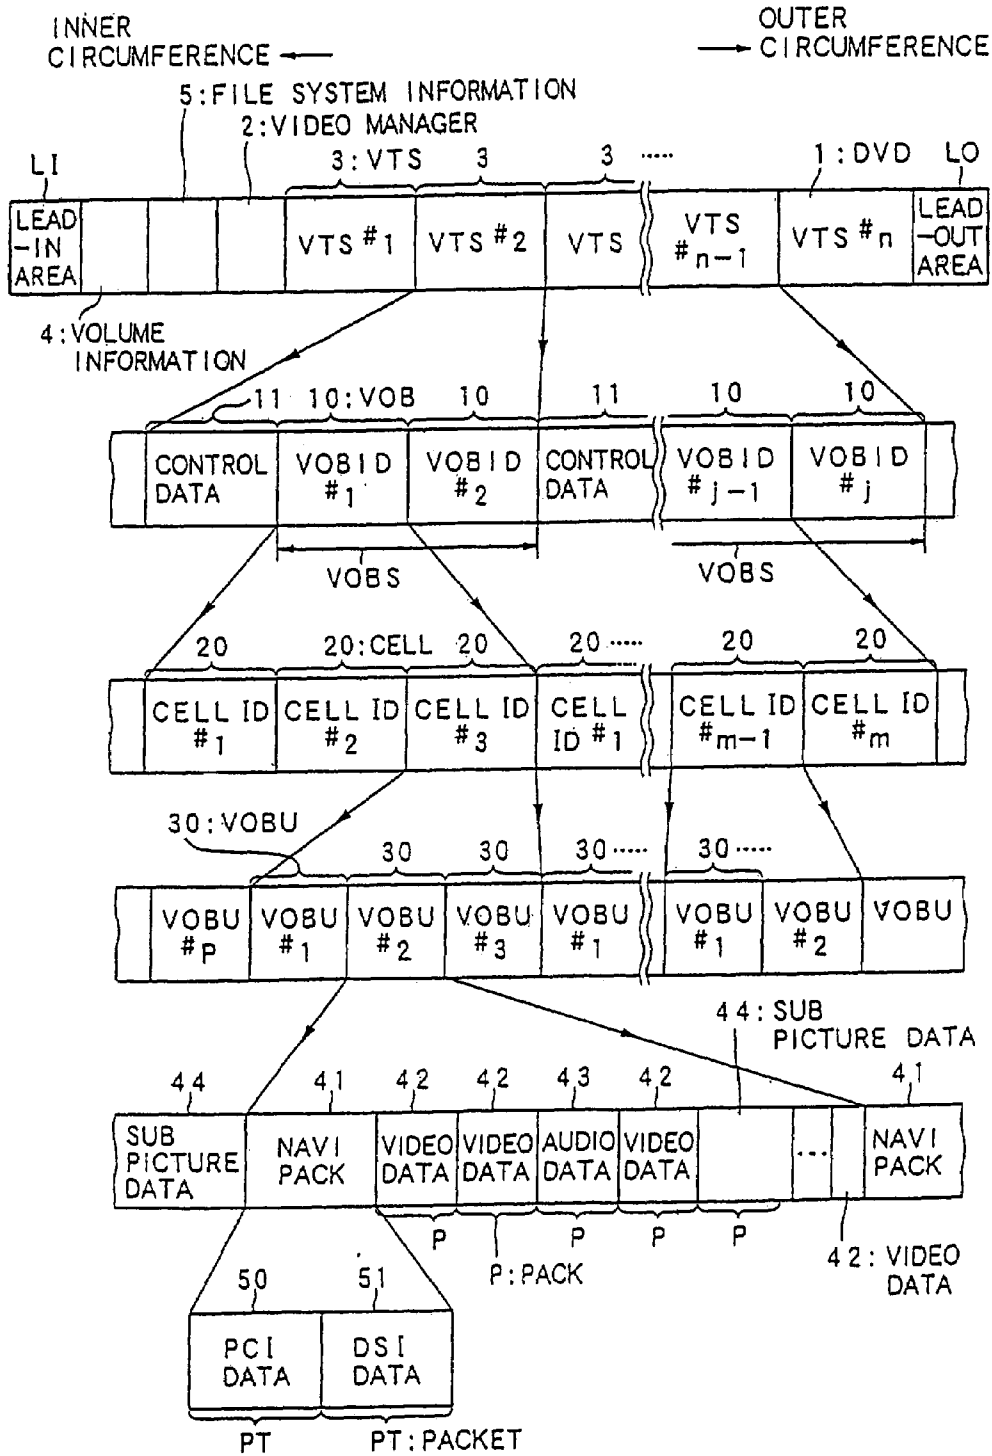 INNER CIRCUMFERENCE
OUTER CIRCUMFERENCE
5:FILE SYSTEM INFORMATION
2:VIDEO MANAGER
LI
3:VTS
3
3 .....
1:DVD
LO
LEAD-IN AREA
VTS #1
VTS #2
VTS
VTS #n-1
VTS #n
LEAD-OUT AREA
4:VOLUME INFORMATION
11
10:VOB
10
11
10
10
CONTROL DATA
VOBID #1
VOBID #2
CONTROL DATA
VOBID #j-1
VOBID #j
VOBS
VOBS
20
20:CELL
20
20 .....
20
20
CELL ID #1
CELL ID #2
CELL ID #3
CELL ID #1
CELL ID #m-1
CELL ID #m
30:VOBU
30
30
30 .....
30 .....
VOBU #P
VOBU #1
VOBU #2
VOBU #3
VOBU #1
VOBU #1
VOBU #2
VOBU
44:SUB PICTURE DATA
44
41
42
42
43
42
41
SUB PICTURE DATA
NAVI PACK
VIDEO DATA
VIDEO DATA
AUDIO DATA
VIDEO DATA
...
NAVI PACK
P
P:PACK
P
P
P
42:VIDEO DATA
50
51
PCI DATA
DSI DATA
PT
PT:PACKET